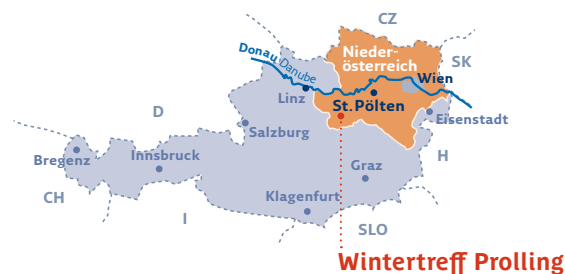 CZ
Nieder-
österreich
Donau Danube
SK
Wien
Linz
St. Pölten
D
Eisenstadt
Salzburg
Bregenz
Innsbruck
H
Graz
CH
Klagenfurt
I
SLO
Wintertreff Prolling